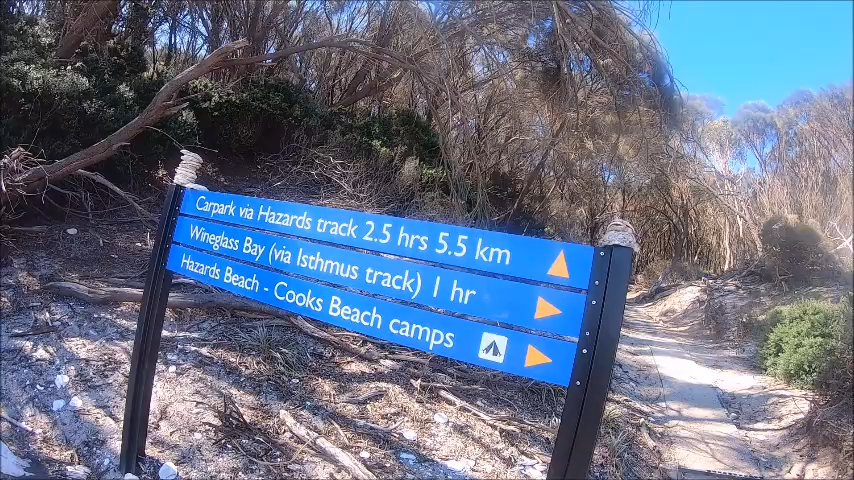 Carpark via Hazards track 2.5 hrs 5.5 km
Wineglass Bay (via Isthmus track) 1 hr
Hazards Beach - Cooks Beach camps